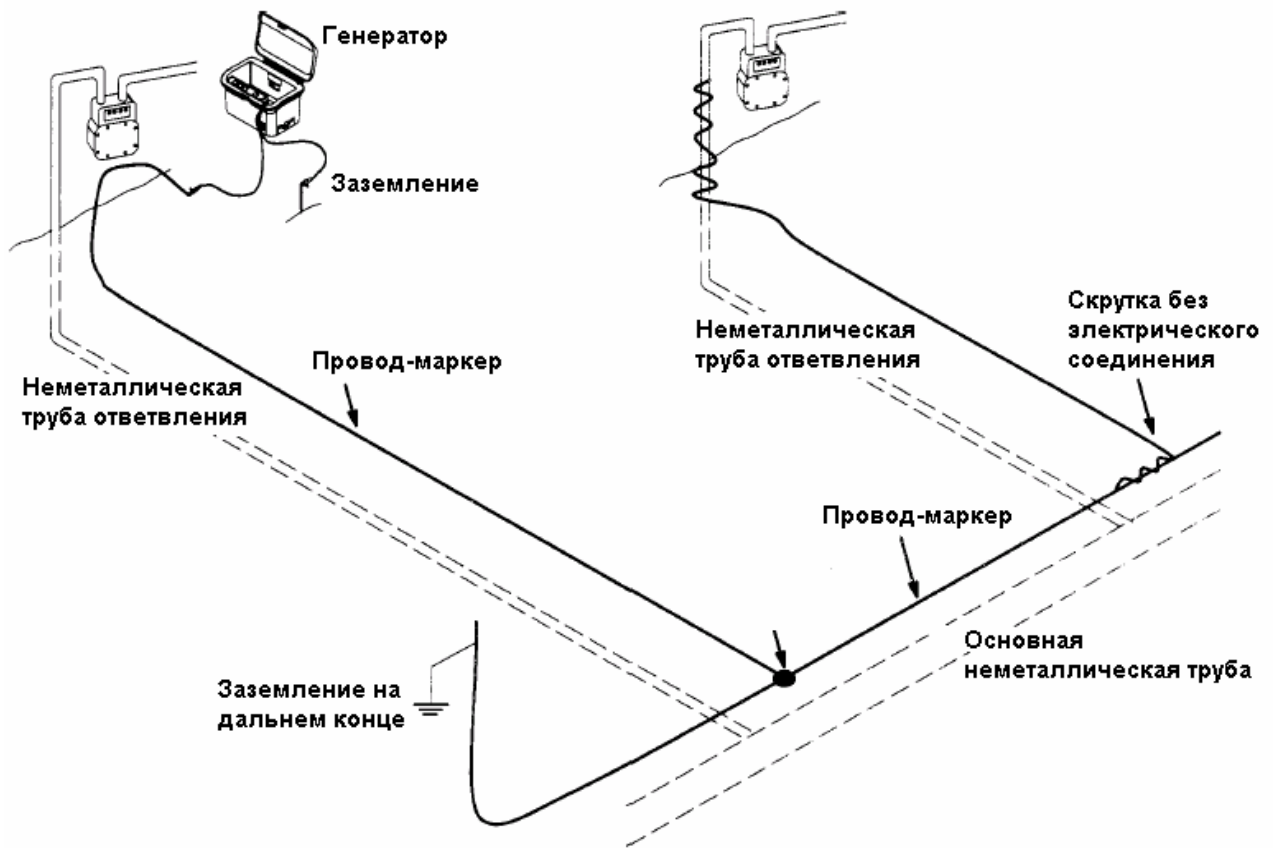 Генератор
Заземление
Скрутка без
электрического
соединения
Неметаллическая
труба ответвления
Провод-маркер
Неметаллическая
труба ответвления
Провод-маркер
Основная
неметаллическая труба
Заземление на
дальнем конце